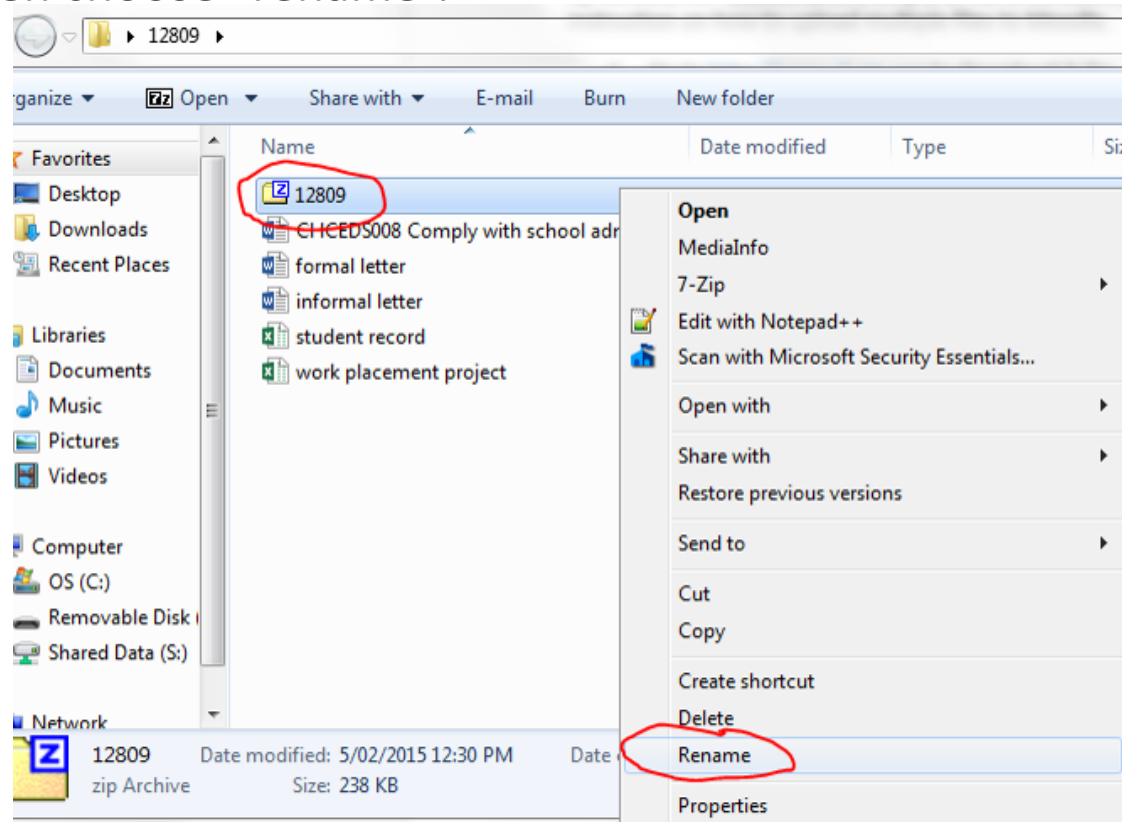 12809
Organize Open Share with E-mail Burn New folder
Favorites
Desktop
Downloads
Recent Places
Libraries
Documents
Music
Pictures
Videos
Computer
OS (C:)
Removable Disk (
Shared Data (S:)
Network
Name Date modified Type
12809
CHCEDS008 Comply with school adr
formal letter
informal letter
student record
work placement project
Open
MediaInfo
7-Zip
Edit with Notepad++
Scan with Microsoft Security Essentials...
Open with
Share with
Restore previous versions
Send to
Cut
Copy
Create shortcut
Delete
Rename
Properties
12809 Date modified: 5/02/2015 12:30 PM Date
zip Archive Size: 238 KB